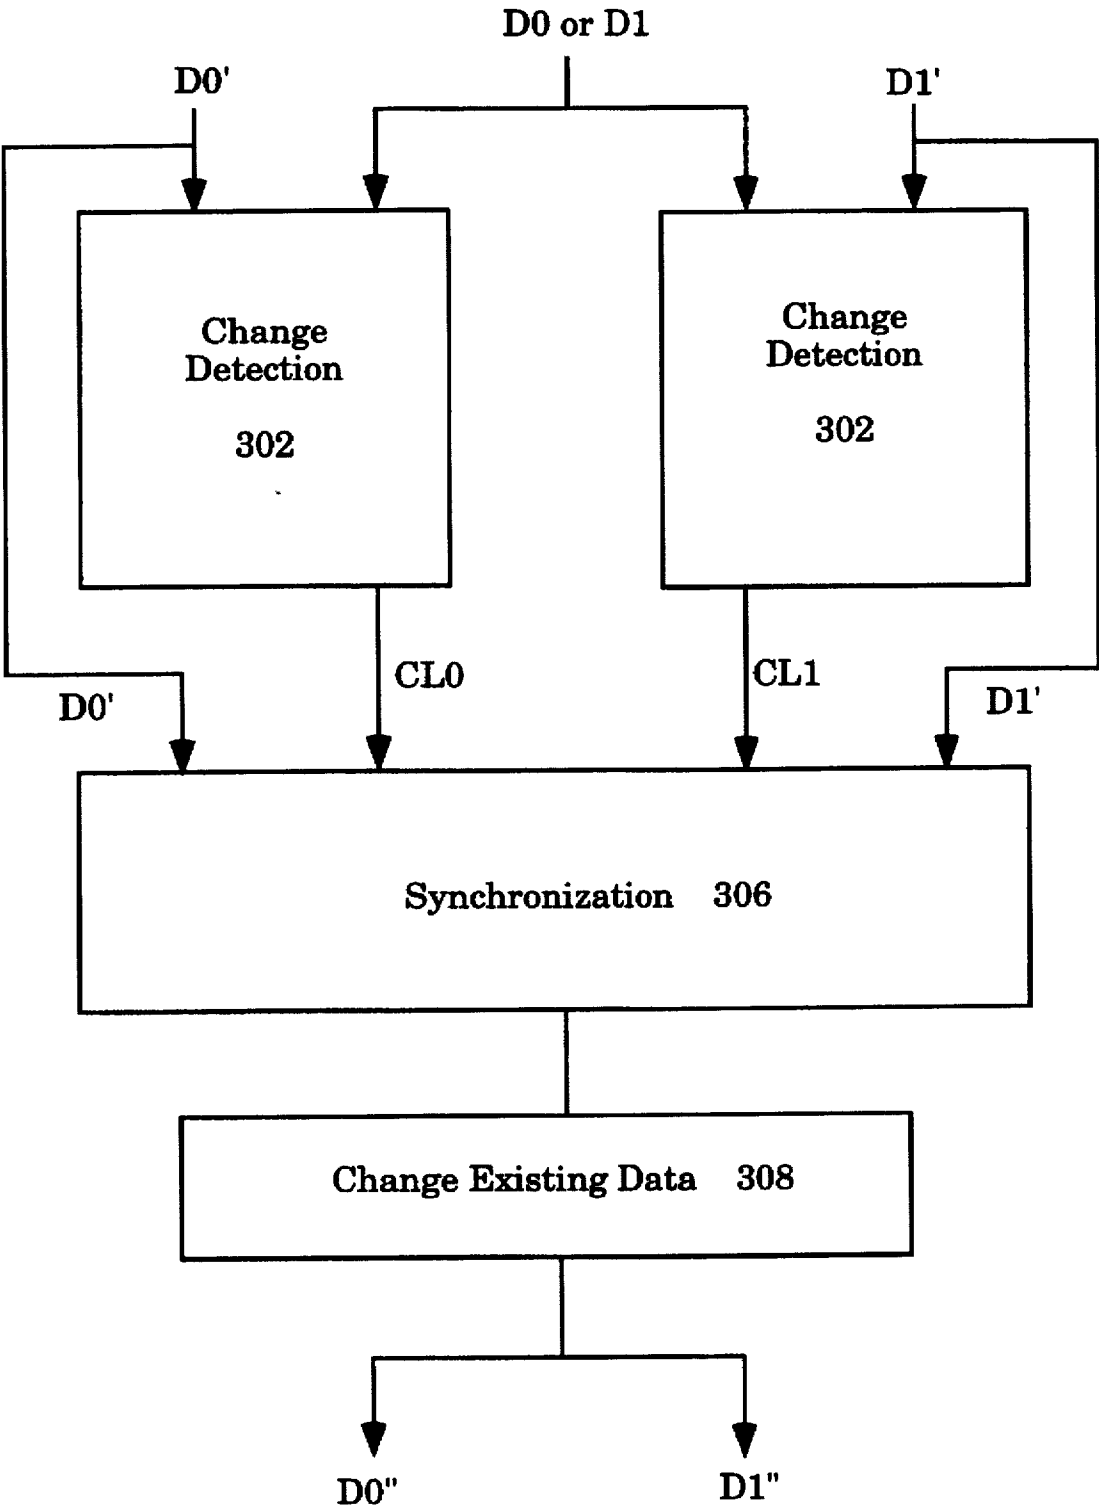 D0 or D1
D0'
D1'
Change
Detection
302
Change
Detection
302
CL0
CL1
D0'
D1'
Synchronization 306
Change Existing Data 308
D0"
D1"